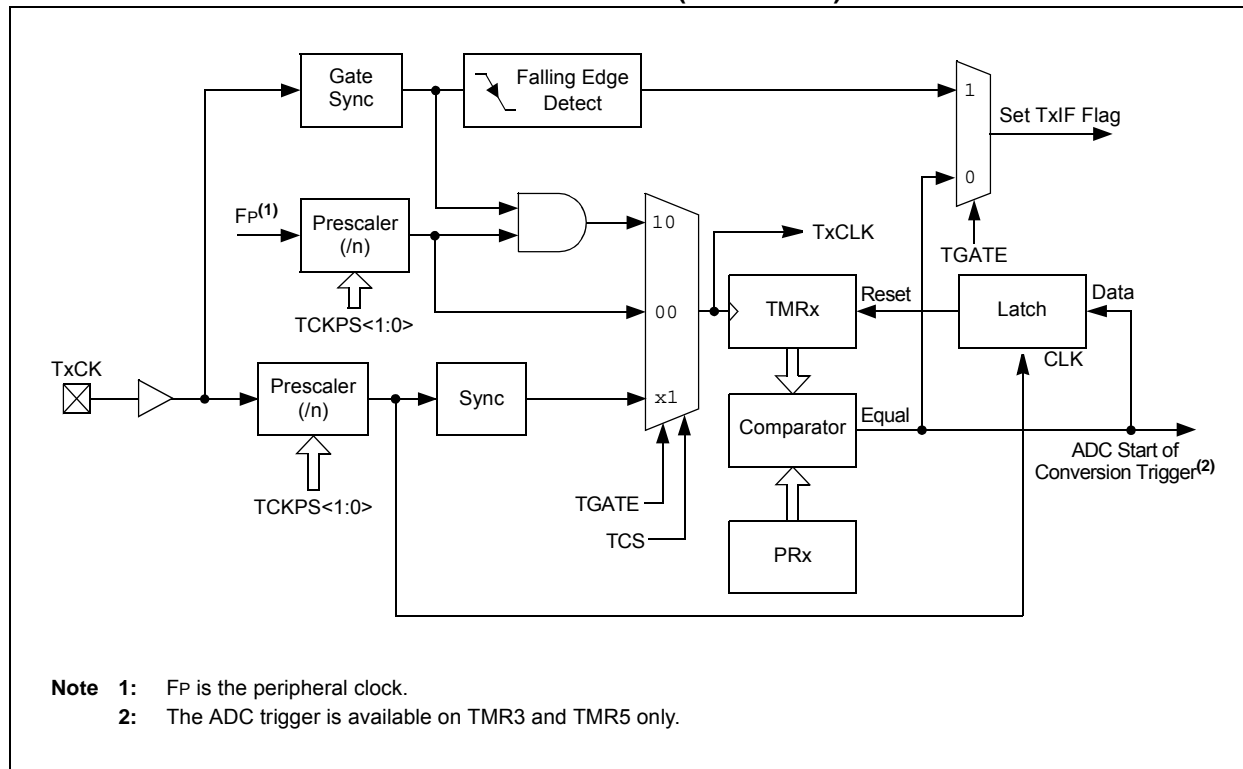 Gate
Sync
Falling Edge
Detect
1
Set TxIF Flag
0
TGATE
FP(1)
Prescaler
(/n)
TCKPS<1:0>
10
00
x1
TxCLK
TMRx
Reset
Latch
Data
CLK
TxCK
Prescaler
(/n)
TCKPS<1:0>
Sync
TGATE
TCS
Comparator
Equal
ADC Start of
Conversion Trigger(2)
PRx
Note 1: FP is the peripheral clock.
2: The ADC trigger is available on TMR3 and TMR5 only.